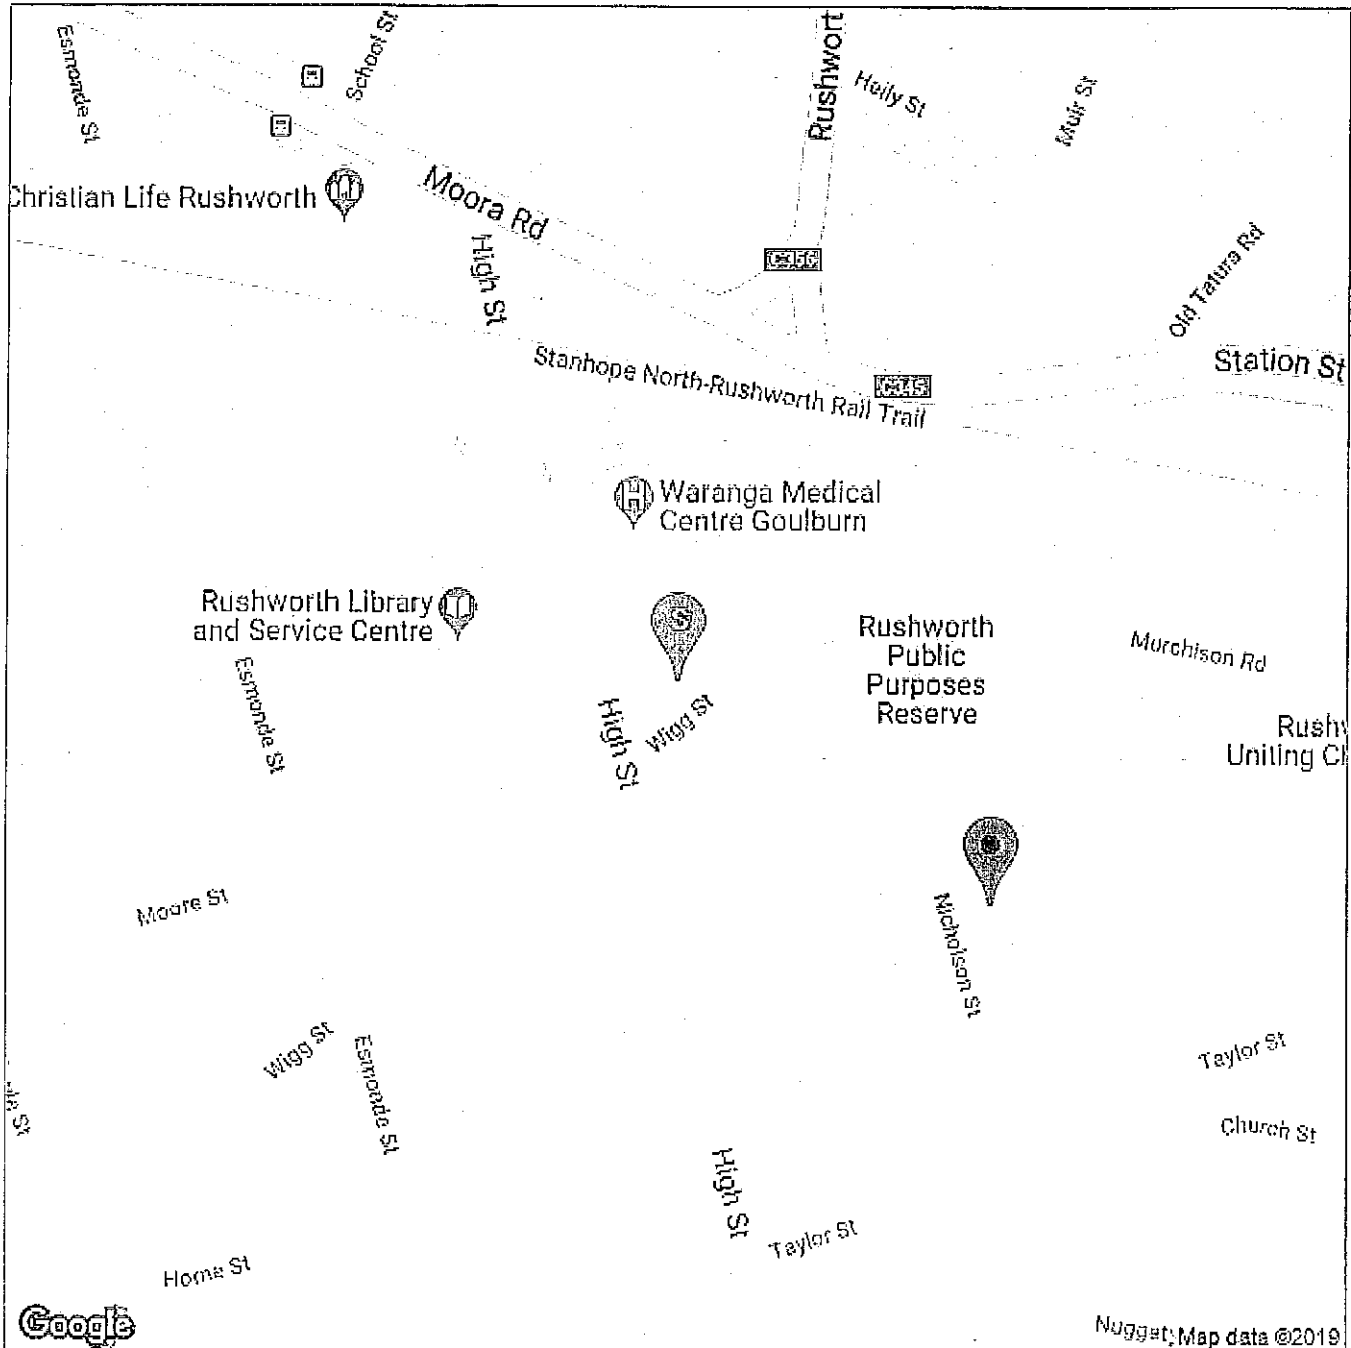 Esmonde St
School St
Rushwort
Heily St
Muir St
Christian Life Rushworth
Moora Rd
High St
Old Tatura Rd
Station St
Stanhope North-Rushworth Rail Trail
Waranga Medical
Centre Goulburn
Rushworth Library
and Service Centre
S
Rushworth
Public
Purposes
Reserve
Murchison Rd
Esmonde St
High St
Wigg St
Rushw
Uniting Ch
Moore St
Nicholson St
Wigg St
Esmonde St
Taylor St
Church St
High St
Taylor St
Home St
Google
Nugget
Map data ©2019